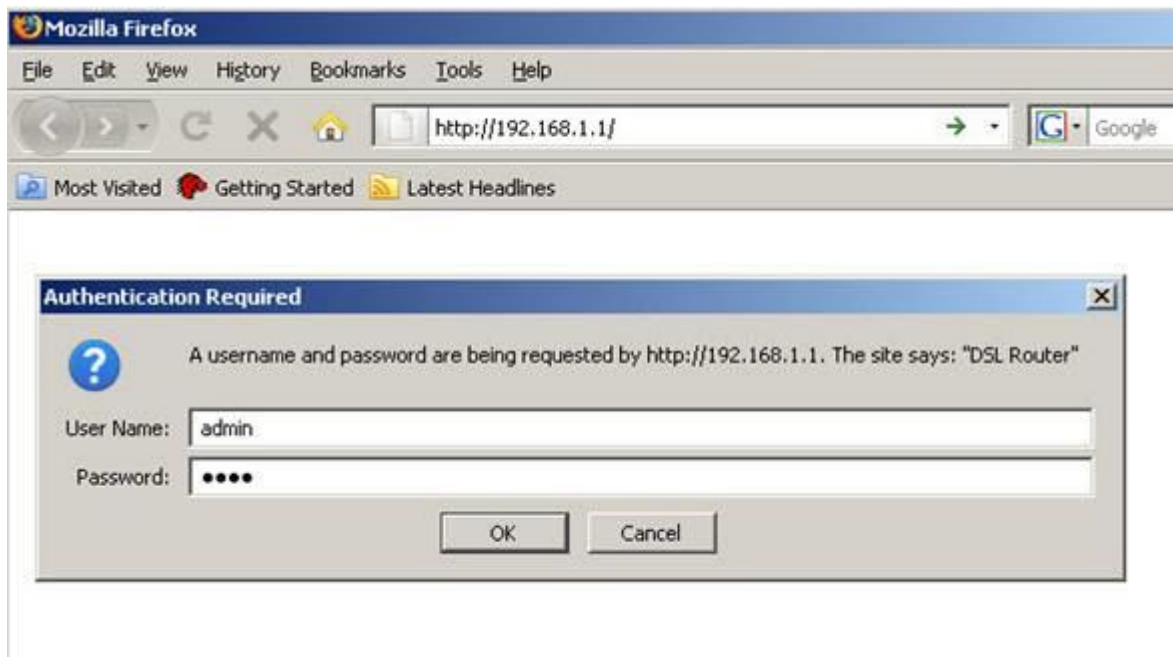 Mozilla Firefox
File Edit View History Bookmarks Tools Help
http://192.168.1.1/ G Google
Most Visited Getting Started Latest Headlines
Authentication Required
A username and password are being requested by http://192.168.1.1. The site says: "DSL Router"
User Name: admin
Password: ••••
OK Cancel